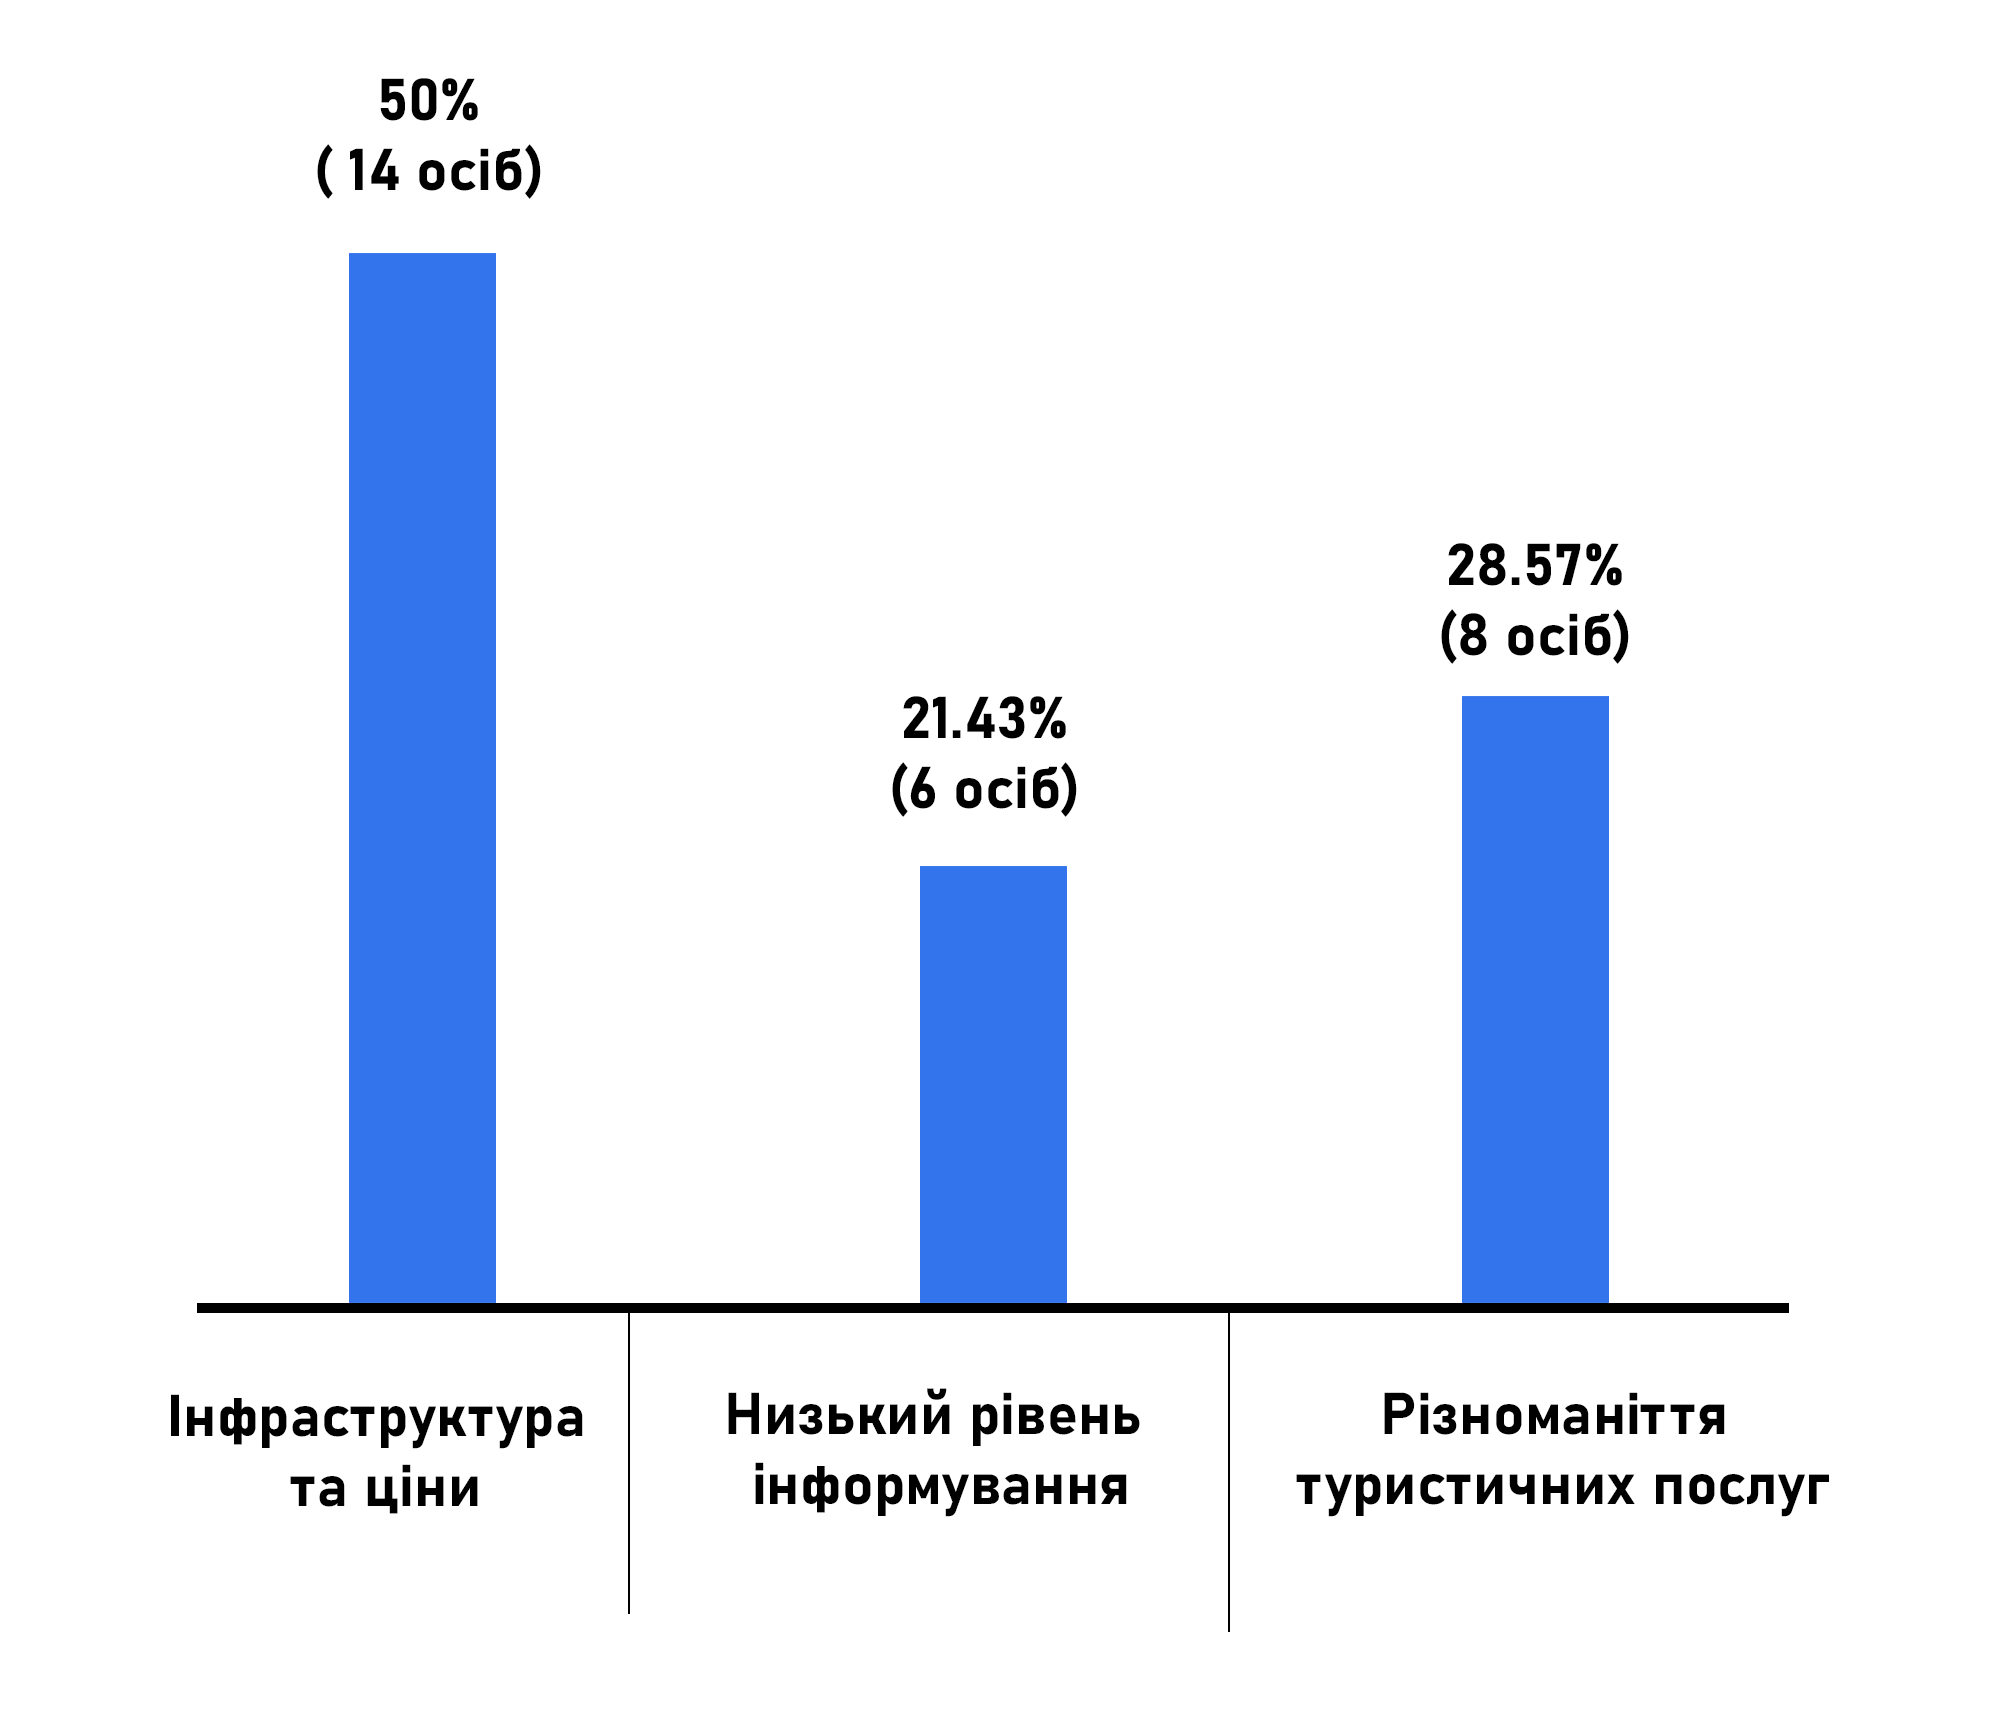 50%
( 14 осіб)
21.43%
(6 осіб)
28.57%
(8 осіб)
Інфраструктура
та ціни
Низький рівень
інформування
Різноманіття
туристичних послуг